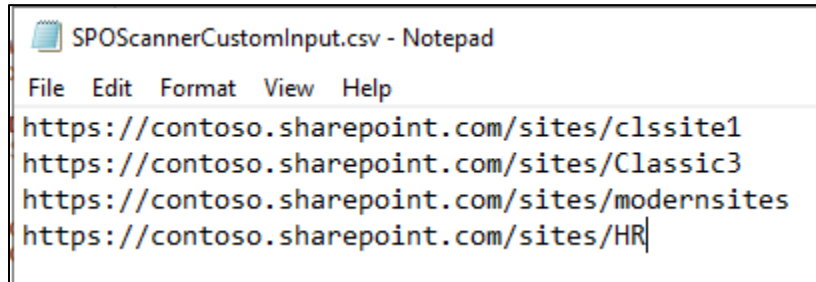 SPOScannerCustomInput.csv - Notepad
File Edit Format View Help
https://contoso.sharepoint.com/sites/clssite1
https://contoso.sharepoint.com/sites/Classic3
https://contoso.sharepoint.com/sites/modernsites
https://contoso.sharepoint.com/sites/HR